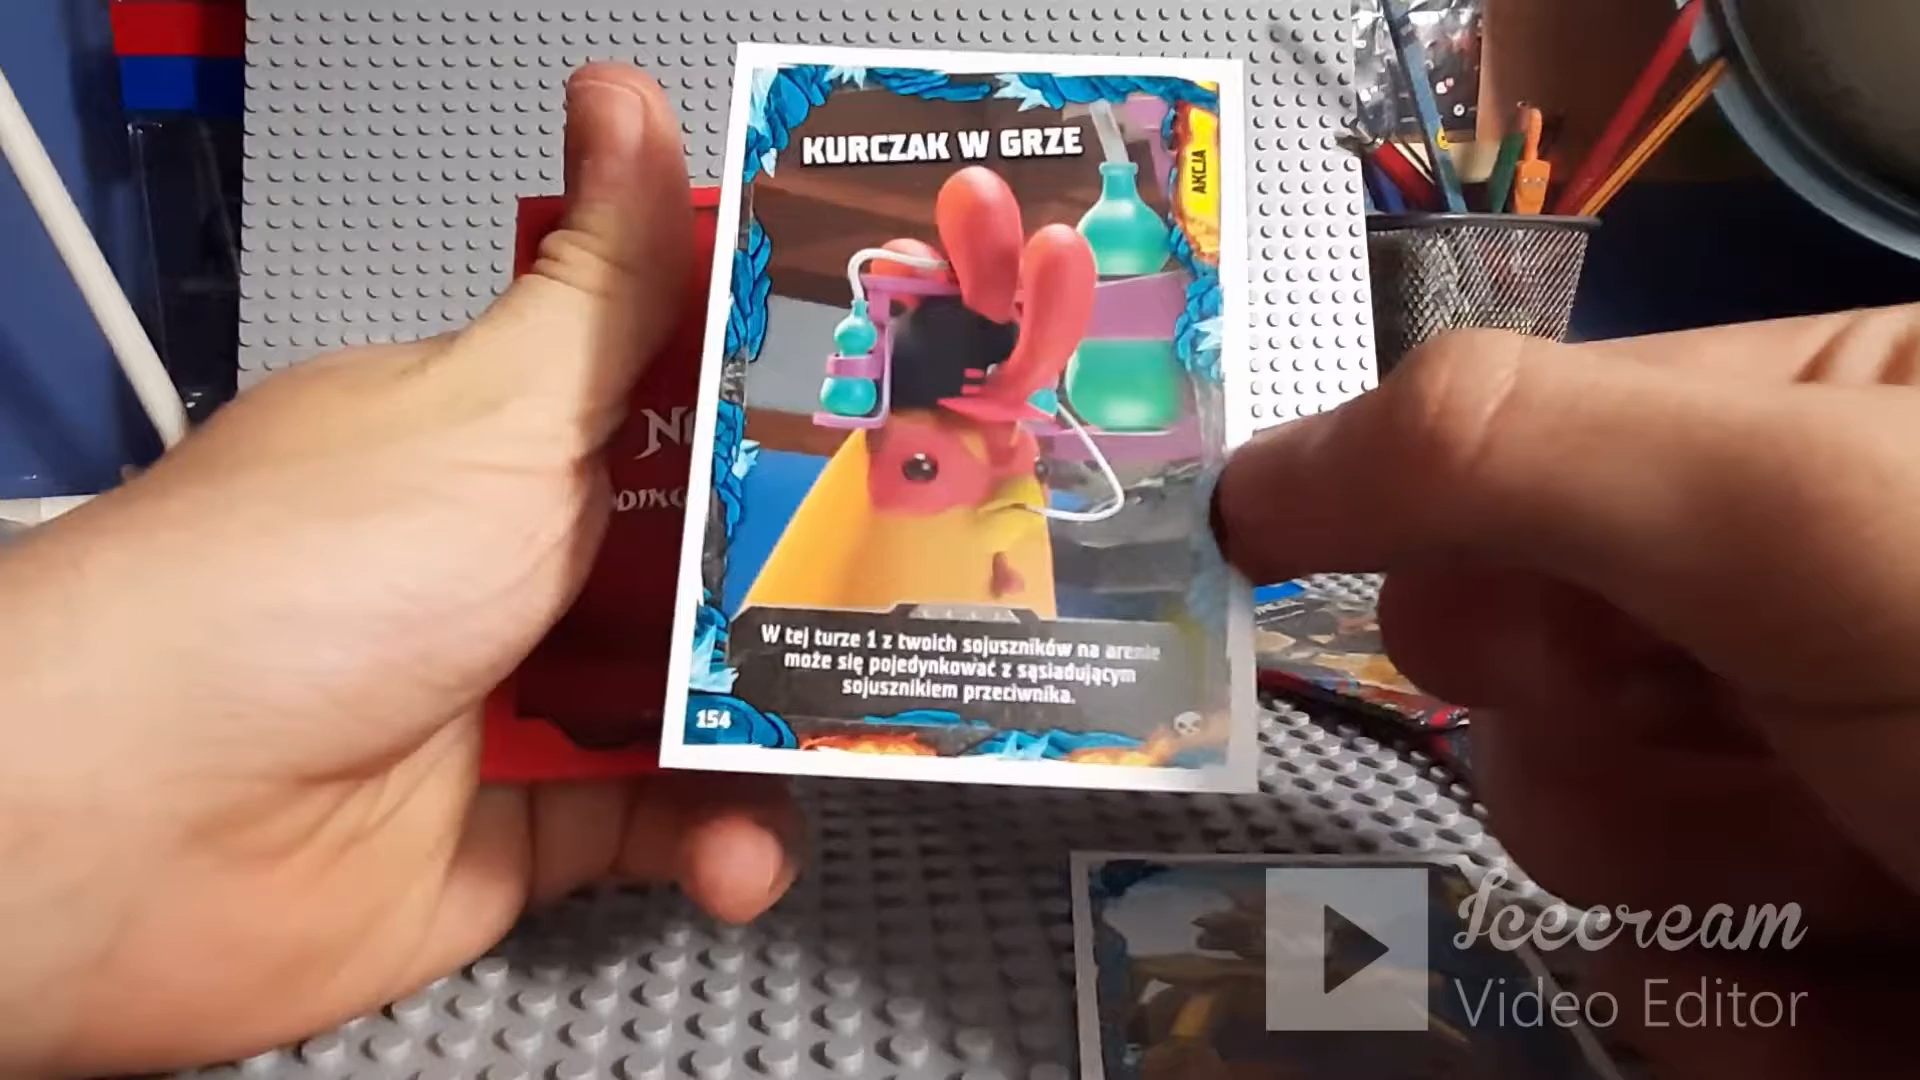 KURCZAK W GRZE
AKCJA
W tej turze 1 z twoich sojuszników na arenie
może się pojedynkować z sąsiadującym
sojusznikiem przeciwnika.
154
Icecream
Video Editor